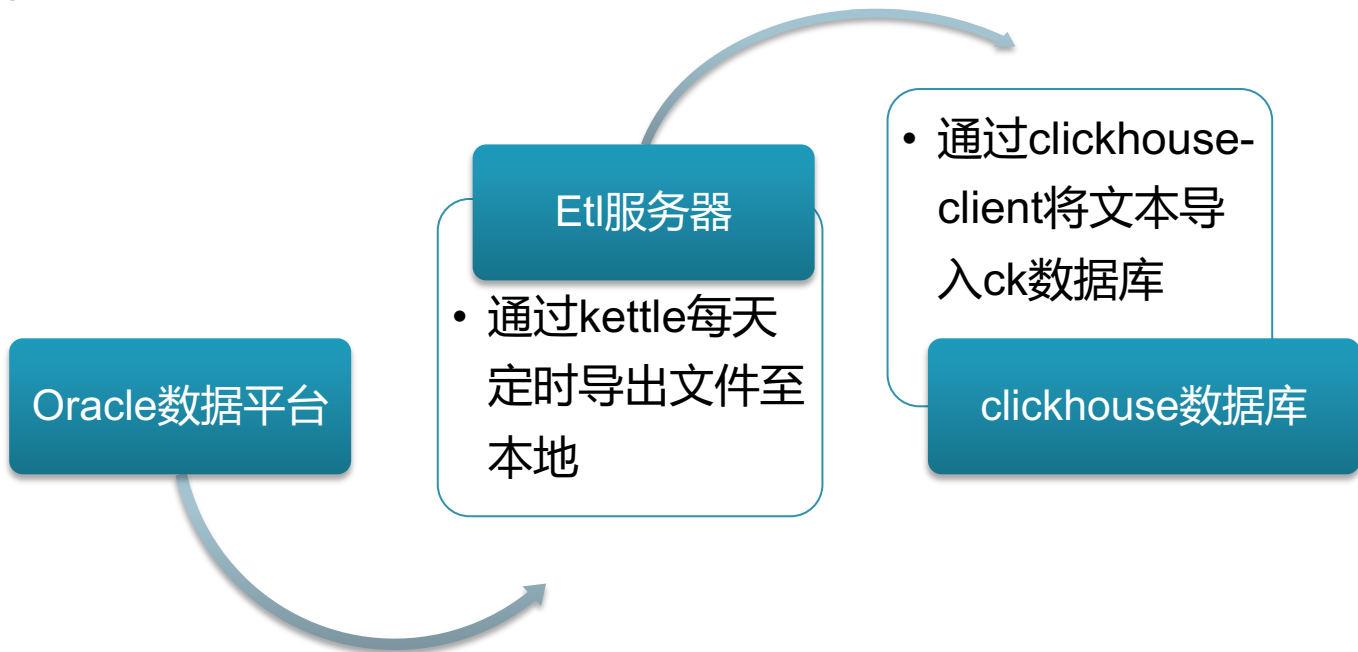 Oracle数据平台
Etl服务器
• 通过kettle每天
定时导出文件至
本地
• 通过clickhouse-
client将文本导
入ck数据库
clickhouse数据库